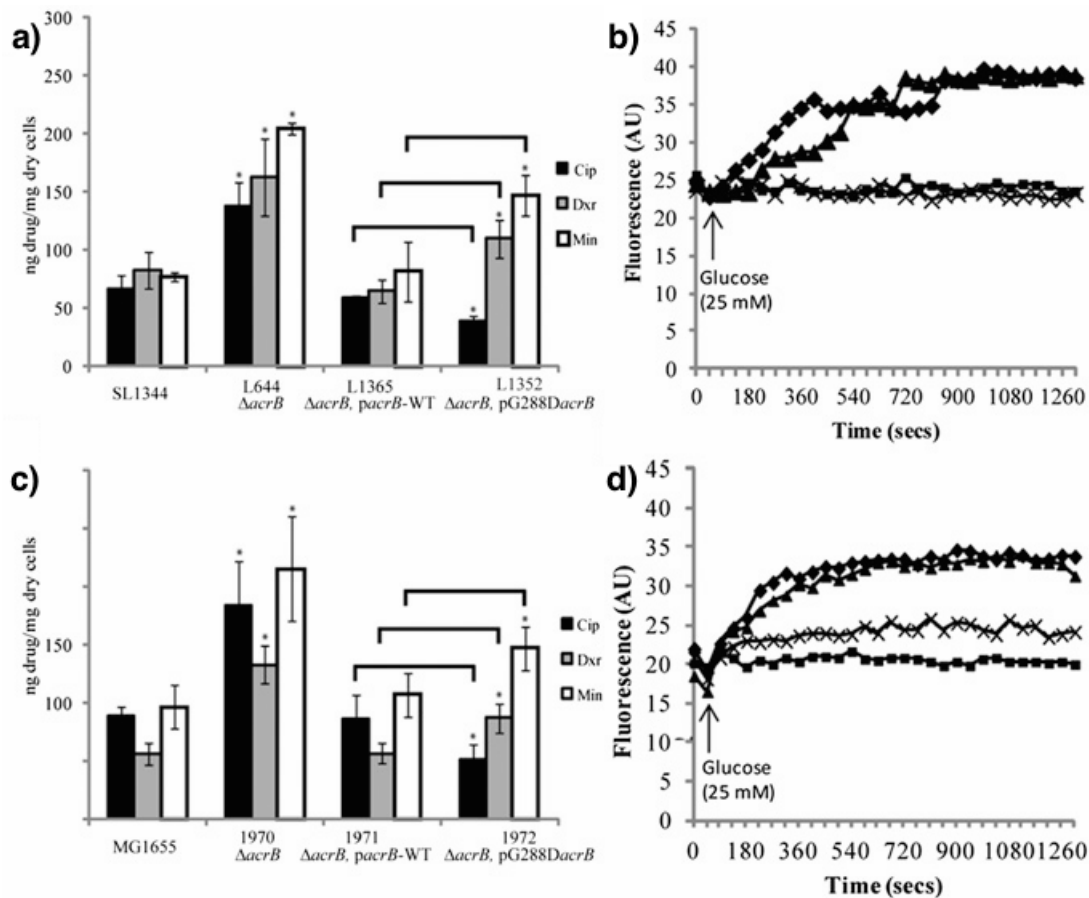 a)
ng drug/mg dry cells
300
250
200
150
100
50
0
* * *
* * *
Cip
Dxr
Min
SL1344
L644
ΔacrB
L1365
ΔacrB, pacrB-WT
L1352
ΔacrB, pG288DacrB
b)
Fluorescence (AU)
45
40
35
30
25
20
15
10
5
0
Glucose
(25 mM)
0 180 360 540 720 900 1080 1260
Time (secs)
c)
ng drug/mg dry cells
150
100
* * *
* * *
Cip
Dxr
Min
MG1655
1970
ΔacrB
1971
ΔacrB, pacrB-WT
1972
ΔacrB, pG288DacrB
d)
Fluorescence (AU)
45
40
35
30
25
20
15
10
5
0
Glucose
(25 mM)
0 180 360 540 720 900 1080 1260
Time (secs)